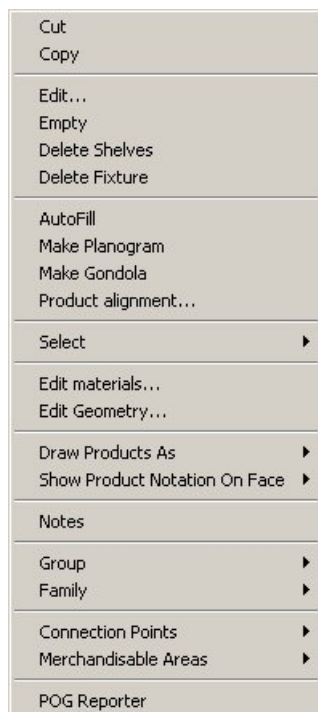 Cut
Copy
Edit...
Empty
Delete Shelves
Delete Fixture
AutoFill
Make Planogram
Make Gondola
Product alignment...
Select
Edit materials...
Edit Geometry...
Draw Products As
Show Product Notation On Face
Notes
Group
Family
Connection Points
Merchandisable Areas
POG Reporter